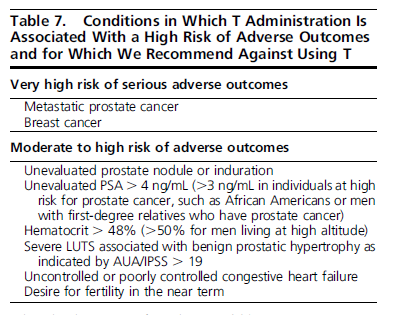 Table 7. Conditions in Which T Administration Is
Associated With a High Risk of Adverse Outcomes
and for Which We Recommend Against Using T
Very high risk of serious adverse outcomes
Metastatic prostate cancer
Breast cancer
Moderate to high risk of adverse outcomes
Unevaluated prostate nodule or induration
Unevaluated PSA > 4 ng/mL (>3 ng/mL in individuals at high
risk for prostate cancer, such as African Americans or men
with first-degree relatives who have prostate cancer)
Hematocrit > 48% (>50% for men living at high altitude)
Severe LUTS associated with benign prostatic hypertrophy as
indicated by AUA/IPSS > 19
Uncontrolled or poorly controlled congestive heart failure
Desire for fertility in the near term